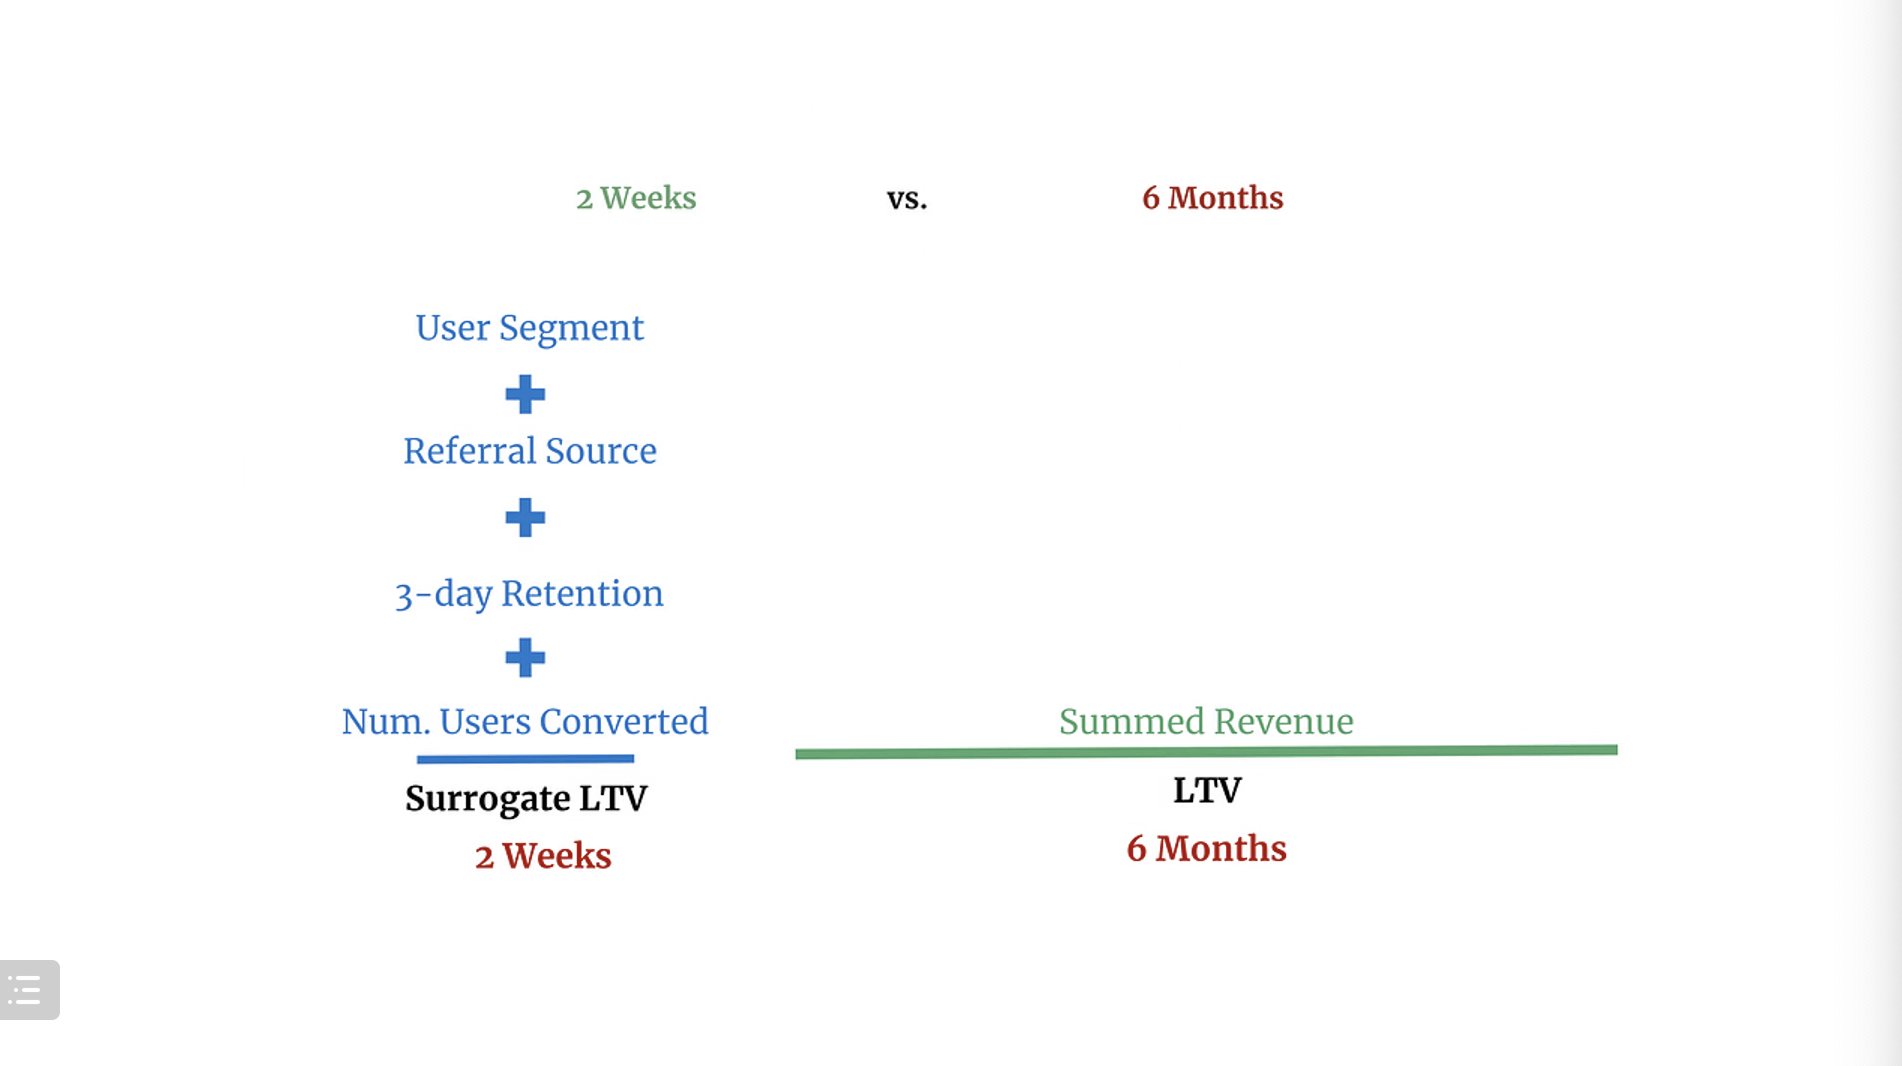 2 Weeks vs. 6 Months
User Segment
Referral Source
3-day Retention
Num. Users Converted
Surrogate LTV
2 Weeks
Summed Revenue
LTV
6 Months